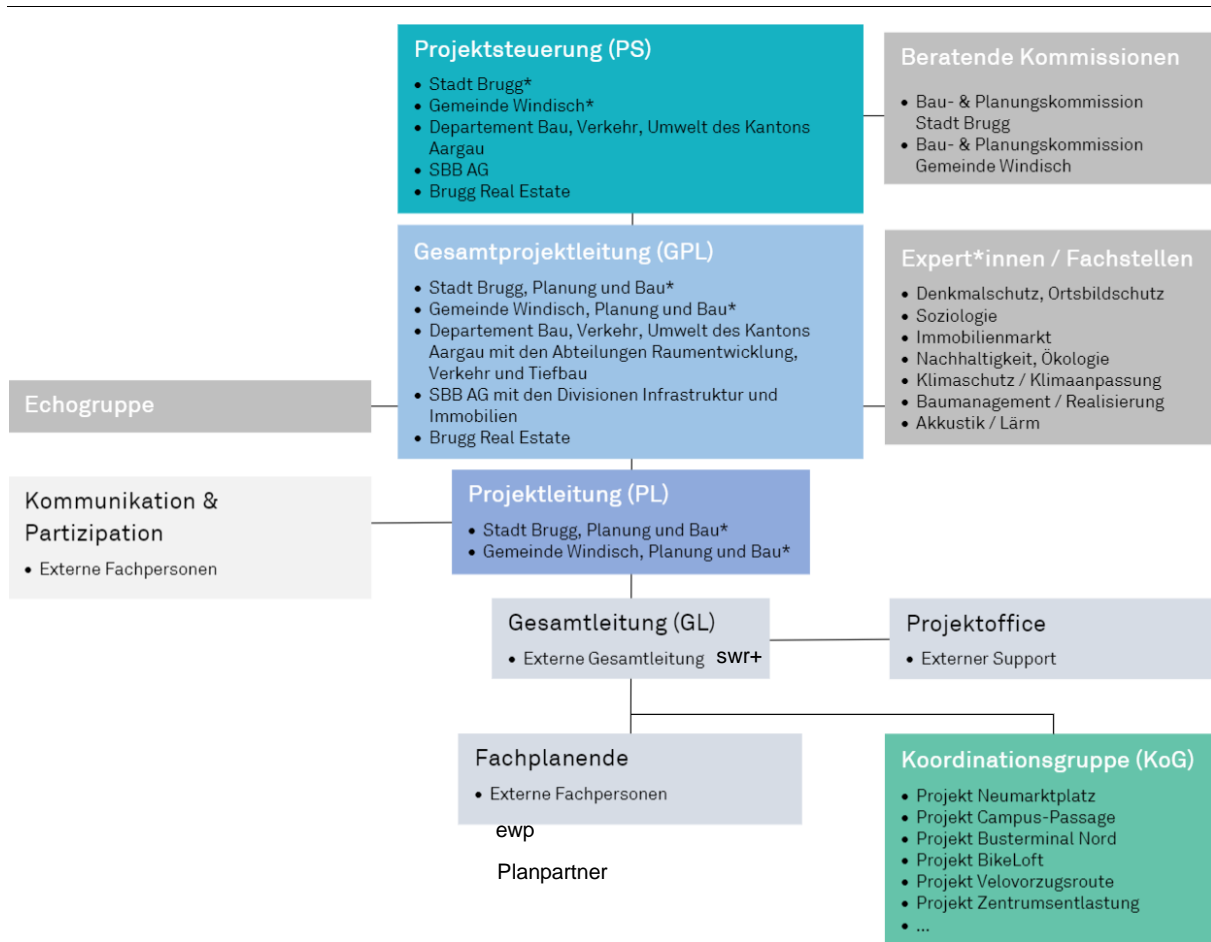 Projektsteuerung (PS)
• Stadt Brugg*
• Gemeinde Windisch*
• Departement Bau, Verkehr, Umwelt des Kantons
Aargau
• SBB AG
• Brugg Real Estate
Beratende Kommissionen
• Bau- & Planungskommission
Stadt Brugg
• Bau- & Planungskommission
Gemeinde Windisch
Gesamtprojektleitung (GPL)
• Stadt Brugg, Planung und Bau*
• Gemeinde Windisch, Planung und Bau*
• Departement Bau, Verkehr, Umwelt des Kantons
Aargau mit den Abteilungen Raumentwicklung,
Verkehr und Tiefbau
• SBB AG mit den Divisionen Infrastruktur und
Immobilien
• Brugg Real Estate
Expert*innen / Fachstellen
• Denkmalschutz, Ortsbildschutz
• Soziologie
• Immobilienmarkt
• Nachhaltigkeit, Ökologie
• Klimaschutz / Klimaanpassung
• Baumanagement / Realisierung
• Akkustik / Lärm
Echogruppe
Kommunikation &
Partizipation
• Externe Fachpersonen
Projektleitung (PL)
• Stadt Brugg, Planung und Bau*
• Gemeinde Windisch, Planung und Bau*
Gesamtleitung (GL)
• Externe Gesamtleitung swr+
Projektoffice
• Externer Support
Fachplanende
• Externe Fachpersonen
ewp
Planpartner
Koordinationsgruppe (KoG)
• Projekt Neumarktplatz
• Projekt Campus-Passage
• Projekt Busterminal Nord
• Projekt BikeLoft
• Projekt Velovorzugsroute
• Projekt Zentrumsentlastung
• ...